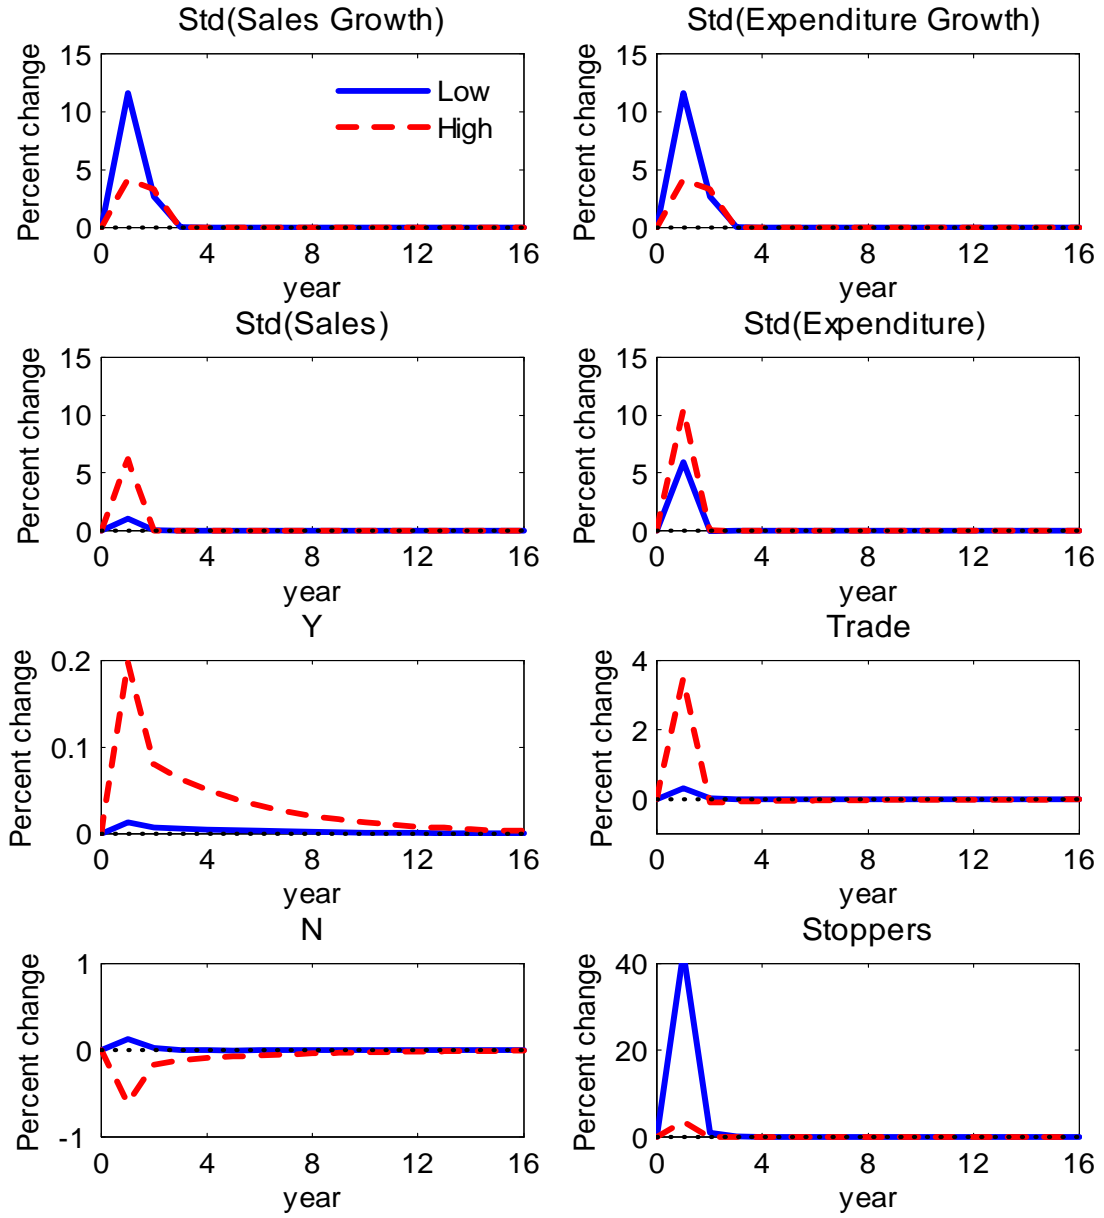 Std(Sales Growth)
Percent change
15
10
5
0
Low
High
0 4 8 12 16
year
Std(Expenditure Growth)
Percent change
15
10
5
0
0 4 8 12 16
year
Std(Sales)
Percent change
15
10
5
0
0 4 8 12 16
year
Std(Expenditure)
Percent change
15
10
5
0
0 4 8 12 16
year
Y
Percent change
0.2
0.1
0
0 4 8 12 16
year
Trade
Percent change
4
2
0
0 4 8 12 16
year
N
Percent change
1
0
-1
0 4 8 12 16
year
Stoppers
Percent change
40
20
0
0 4 8 12 16
year